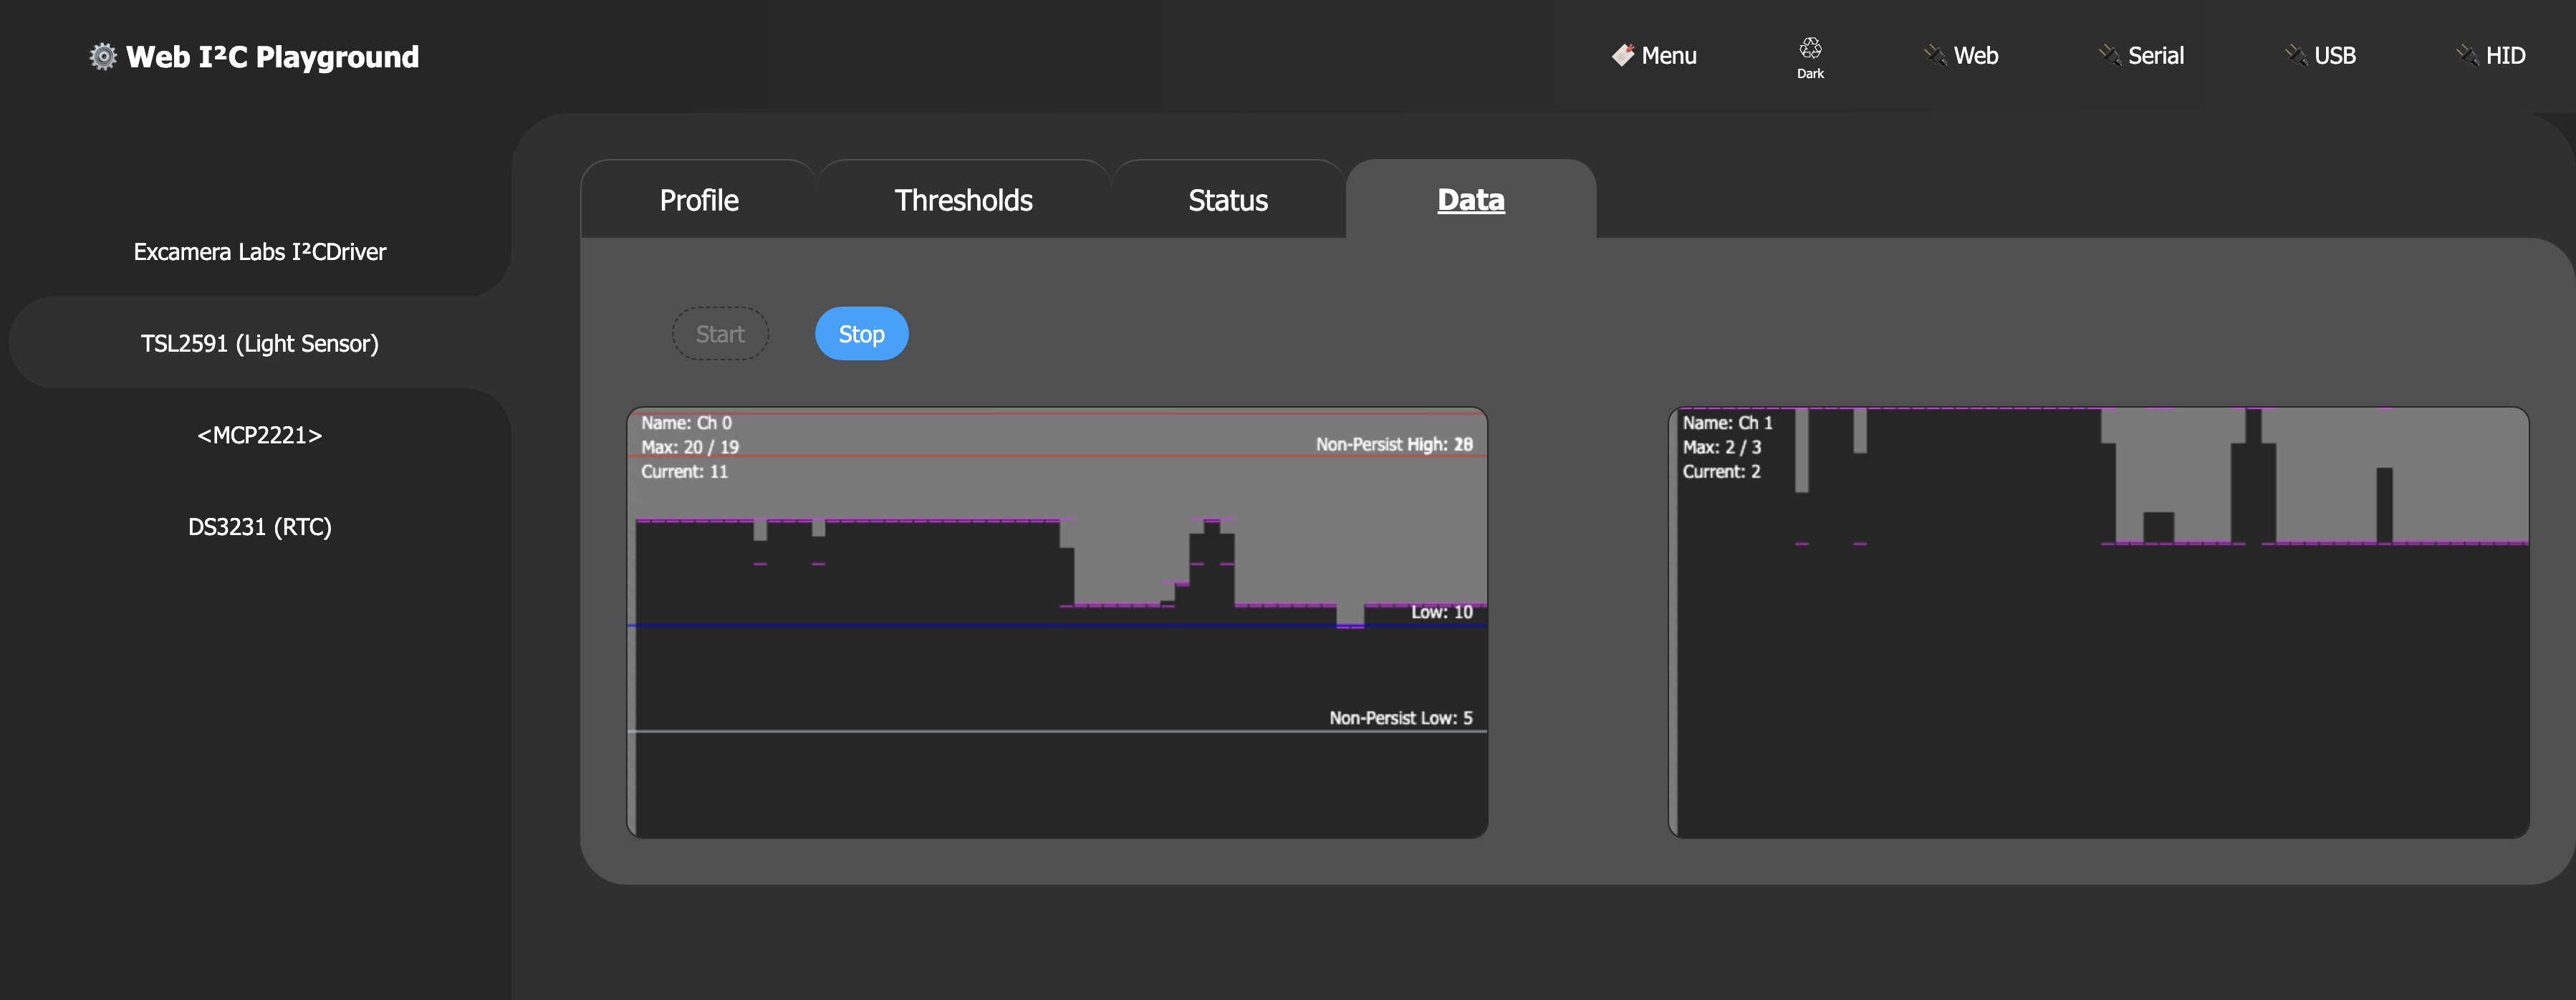 Web I²C Playground
Menu
Dark
Web
Serial
USB
HID
Excamera Labs I²CDriver
TSL2591 (Light Sensor)
<MCP2221>
DS3231 (RTC)
Profile
Thresholds
Status
Data
Start
Stop
Name: Ch 0
Max: 20 / 19
Current: 11
Non-Persist High:
Low: 10
Non-Persist Low: 5
Name: Ch 1
Max: 2 / 3
Current: 2